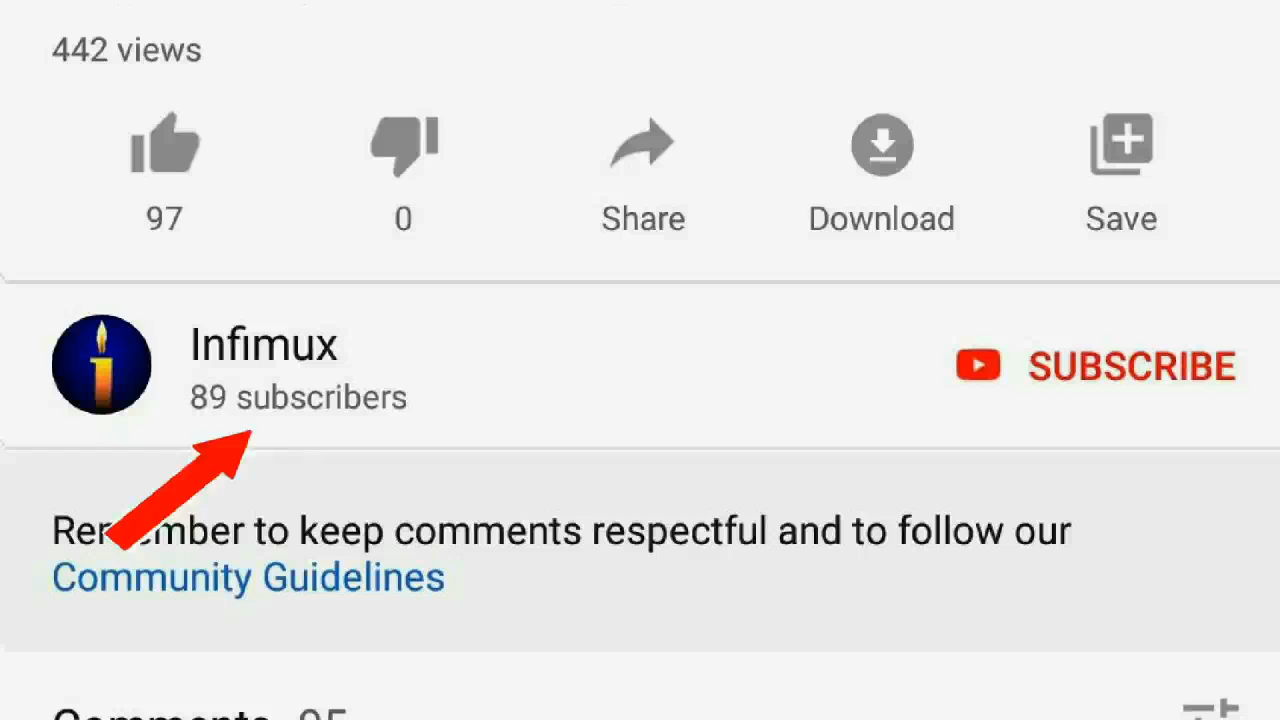 442 views
97 0 Share Download Save
Infimux
89 subscribers
SUBSCRIBE
Remember to keep comments respectful and to follow our
Community Guidelines
Comments